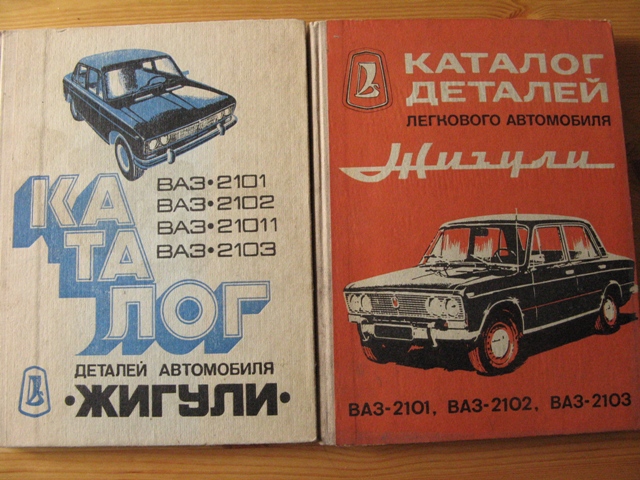 ВАЗ•2101
ВАЗ•2102
ВАЗ•21011
ВАЗ•2103
КА
ТА
ЛОГ
ДЕТАЛЕЙ АВТОМОБИЛЯ
•ЖИГУЛИ•
КАТАЛОГ
ДЕТАЛЕЙ
ЛЕГКОВОГО АВТОМОБИЛЯ
Жигули
ВАЗ-2101, ВАЗ-2102, ВАЗ-2103